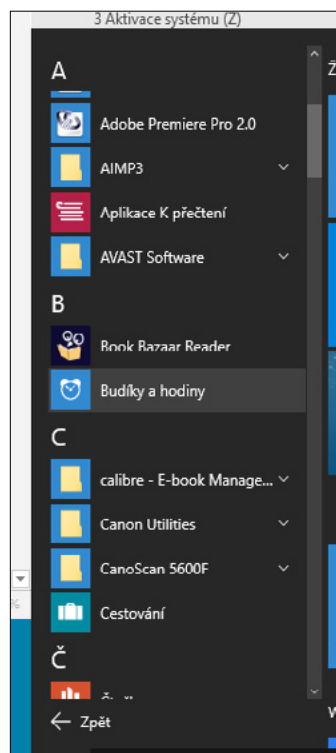 3 Aktivace systému (Z)
A
Adobe Premiere Pro 2.0
AIMP3
Aplikace K přečtení
AVAST Software
B
Book Bazaar Reader
Budíky a hodiny
C
calibre - E-book Manage...
Canon Utilities
CanoScan 5600F
Cestování
Č
Zpět